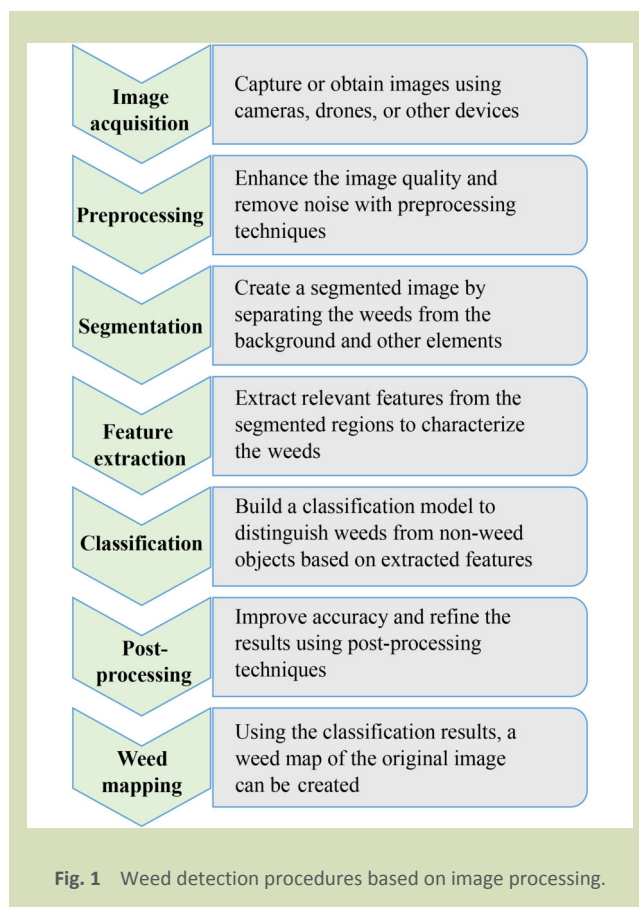 Image
acquisition
Capture or obtain images using
cameras, drones, or other devices
Preprocessing
Enhance the image quality and
remove noise with preprocessing
techniques
Segmentation
Create a segmented image by
separating the weeds from the
background and other elements
Feature
extraction
Extract relevant features from the
segmented regions to characterize
the weeds
Classification
Build a classification model to
distinguish weeds from non-weed
objects based on extracted features
Post-
processing
Improve accuracy and refine the
results using post-processing
techniques
Weed
mapping
Using the classification results, a
weed map of the original image
can be created
Fig. 1 Weed detection procedures based on image processing.